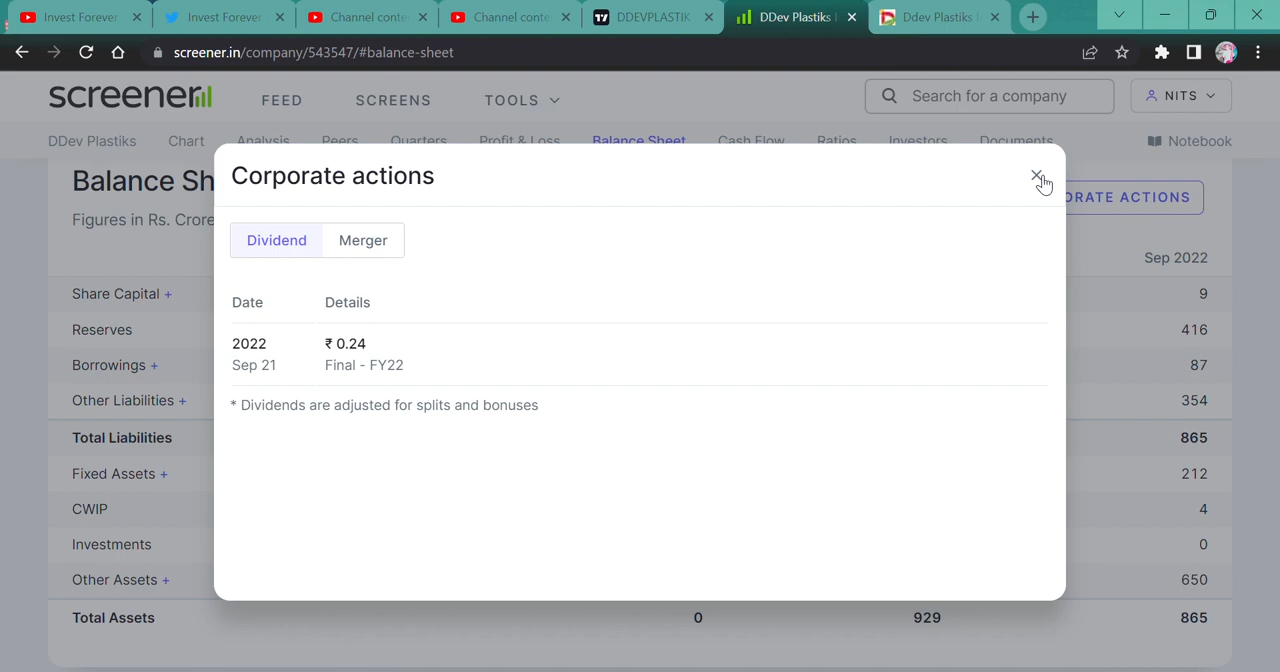 Invest Forever
Invest Forever
Channel conte
Channel conte
DDEVPLASTIK
DDev Plastiks
Ddev Plastiks
screener.in/company/543547/#balance-sheet
screener
FEED
SCREENS
TOOLS
Search for a company
NITS
DDev Plastiks
Chart
Analysis
Peers
Quarters
Profit & Loss
Balance Sheet
Cash Flow
Ratios
Investors
Documents
Notebook
Balance Sh
Figures in Rs. Crore
ORATE ACTIONS
Corporate actions
Dividend
Merger
Date
Details
2022
₹ 0.24
Sep 21
Final - FY22
* Dividends are adjusted for splits and bonuses
Sep 2022
Share Capital +
9
Reserves
416
Borrowings +
87
Other Liabilities +
354
Total Liabilities
865
Fixed Assets +
212
CWIP
4
Investments
0
Other Assets +
650
Total Assets
0
929
865